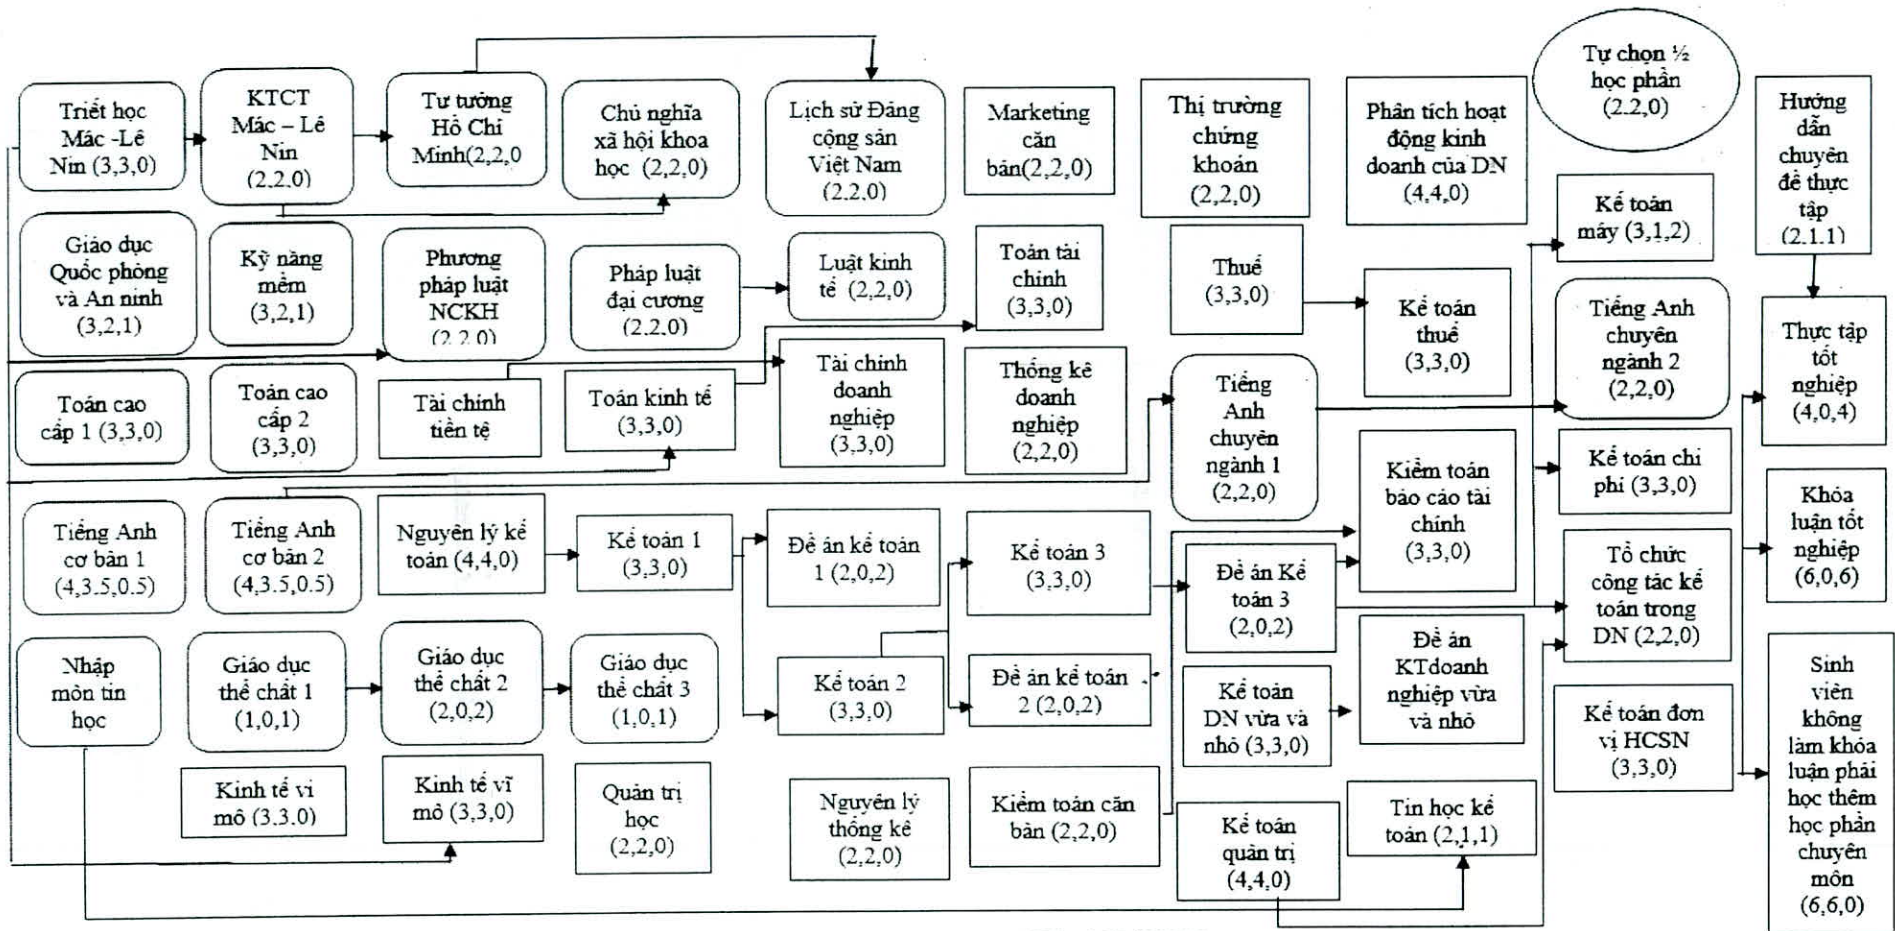 Triết học
Mác -Lê
Nin (3,3,0)
KTCT
Mác – Lê
Nin
(2,2,0)
Tư tưởng
Hồ Chí
Minh(2,2,0
Chủ nghĩa
xã hội khoa
học (2,2,0)
Lịch sử Đảng
cộng sản
Việt Nam
(2,2,0)
Marketing
căn
bản(2,2,0)
Thị trường
chứng
khoán
(2,2,0)
Phân tích hoạt
động kinh
doanh của DN
(4,4,0)
Tự chọn ½
học phần
(2,2,0)
Hướng
dẫn
chuyên
đề thực
tập
(2,1,1)
Kế toán
máy (3,1,2)
Giáo dục
Quốc phòng
và An ninh
(3,2,1)
Kỹ năng
mềm
(3,2,1)
Phương
pháp luật
NCKH
(2,2,0)
Pháp luật
đại cương
(2,2,0)
Luật kinh
tế (2,2,0)
Toán tài
chính
(3,3,0)
Thuế
(3,3,0)
Kế toán
thuế
(3,3,0)
Tiếng Anh
chuyên
ngành 2
(2,2,0)
Thực tập
tốt
nghiệp
(4,0,4)
Toán cao
cấp 1 (3,3,0)
Toán cao
cấp 2
(3,3,0)
Tài chính
tiền tệ
Toán kinh tế
(3,3,0)
Tài chính
doanh
nghiệp
(3,3,0)
Thống kê
doanh
nghiệp
(2,2,0)
Tiếng
Anh
chuyên
ngành 1
(2,2,0)
Kiểm toán
báo cáo tài
chính
(3,3,0)
Kế toán chi
phí (3,3,0)
Khóa
luận tốt
nghiệp
(6,0,6)
Tiếng Anh
cơ bản 1
(4,3.5,0.5)
Tiếng Anh
cơ bản 2
(4,3.5,0.5)
Nguyên lý kế
toán (4,4,0)
Kế toán 1
(3,3,0)
Đề án kế toán
1 (2,0,2)
Kế toán 3
(3,3,0)
Đề án Kế
toán 3
(2,0,2)
Tổ chức
công tác kế
toán trong
DN (2,2,0)
Nhập
môn tin
học
Giáo dục
thể chất 1
(1,0,1)
Giáo dục
thể chất 2
(2,0,2)
Giáo dục
thể chất 3
(1,0,1)
Kế toán 2
(3,3,0)
Đề án kế toán
2 (2,0,2)
Kế toán
DN vừa và
nhỏ (3,3,0)
Đề án
KTdoanh
nghiệp vừa
và nhỏ
Kế toán đơn
vị HCSN
(3,3,0)
Sinh
viên
không
làm khóa
luận phải
học thêm
học phần
chuyên
môn
(6,6,0)
Kinh tế vi
mô (3,3,0)
Kinh tế vĩ
mô (3,3,0)
Quản trị
học
(2,2,0)
Nguyên lý
thống kê
(2,2,0)
Kiểm toán căn
bản (2,2,0)
Kế toán
quản trị
(4,4,0)
Tin học kế
toán (2,1,1)